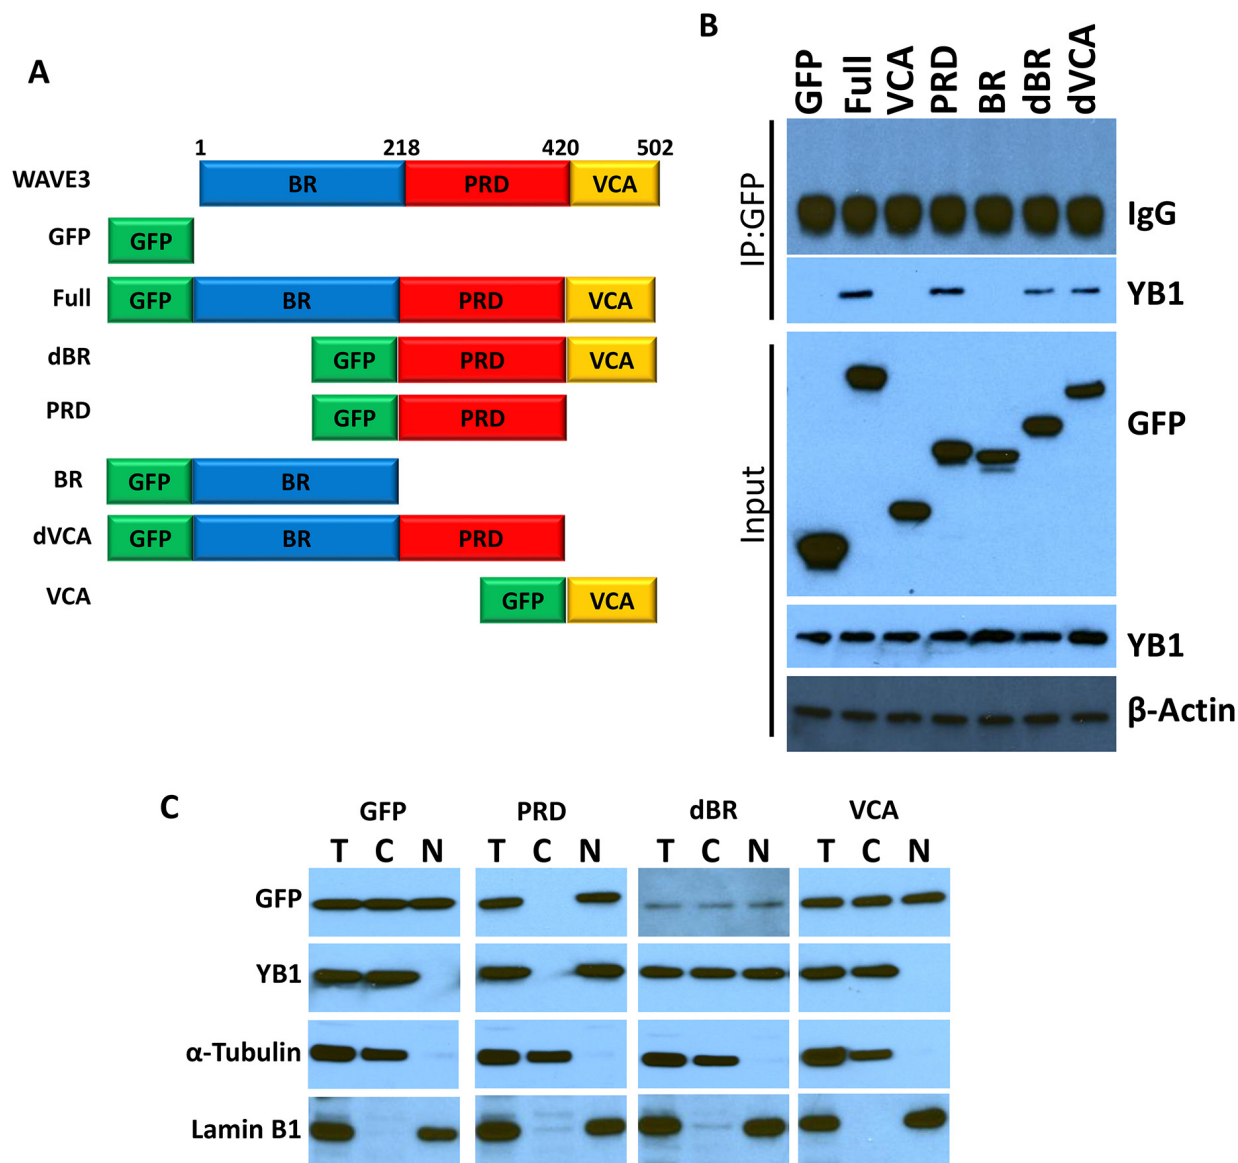 A
1 218 420 502
WAVE3 BR PRD VCA
GFP GFP
Full GFP BR PRD VCA
dBR GFP PRD VCA
PRD GFP PRD
BR GFP BR
dVCA GFP BR PRD
VCA GFP VCA
B
GFP Full VCA PRD BR dBR dVCA
IP:GFP
IgG
YB1
Input
GFP
YB1
β-Actin
C
GFP PRD dBR VCA
T C N T C N T C N T C N
GFP
YB1
α-Tubulin
Lamin B1